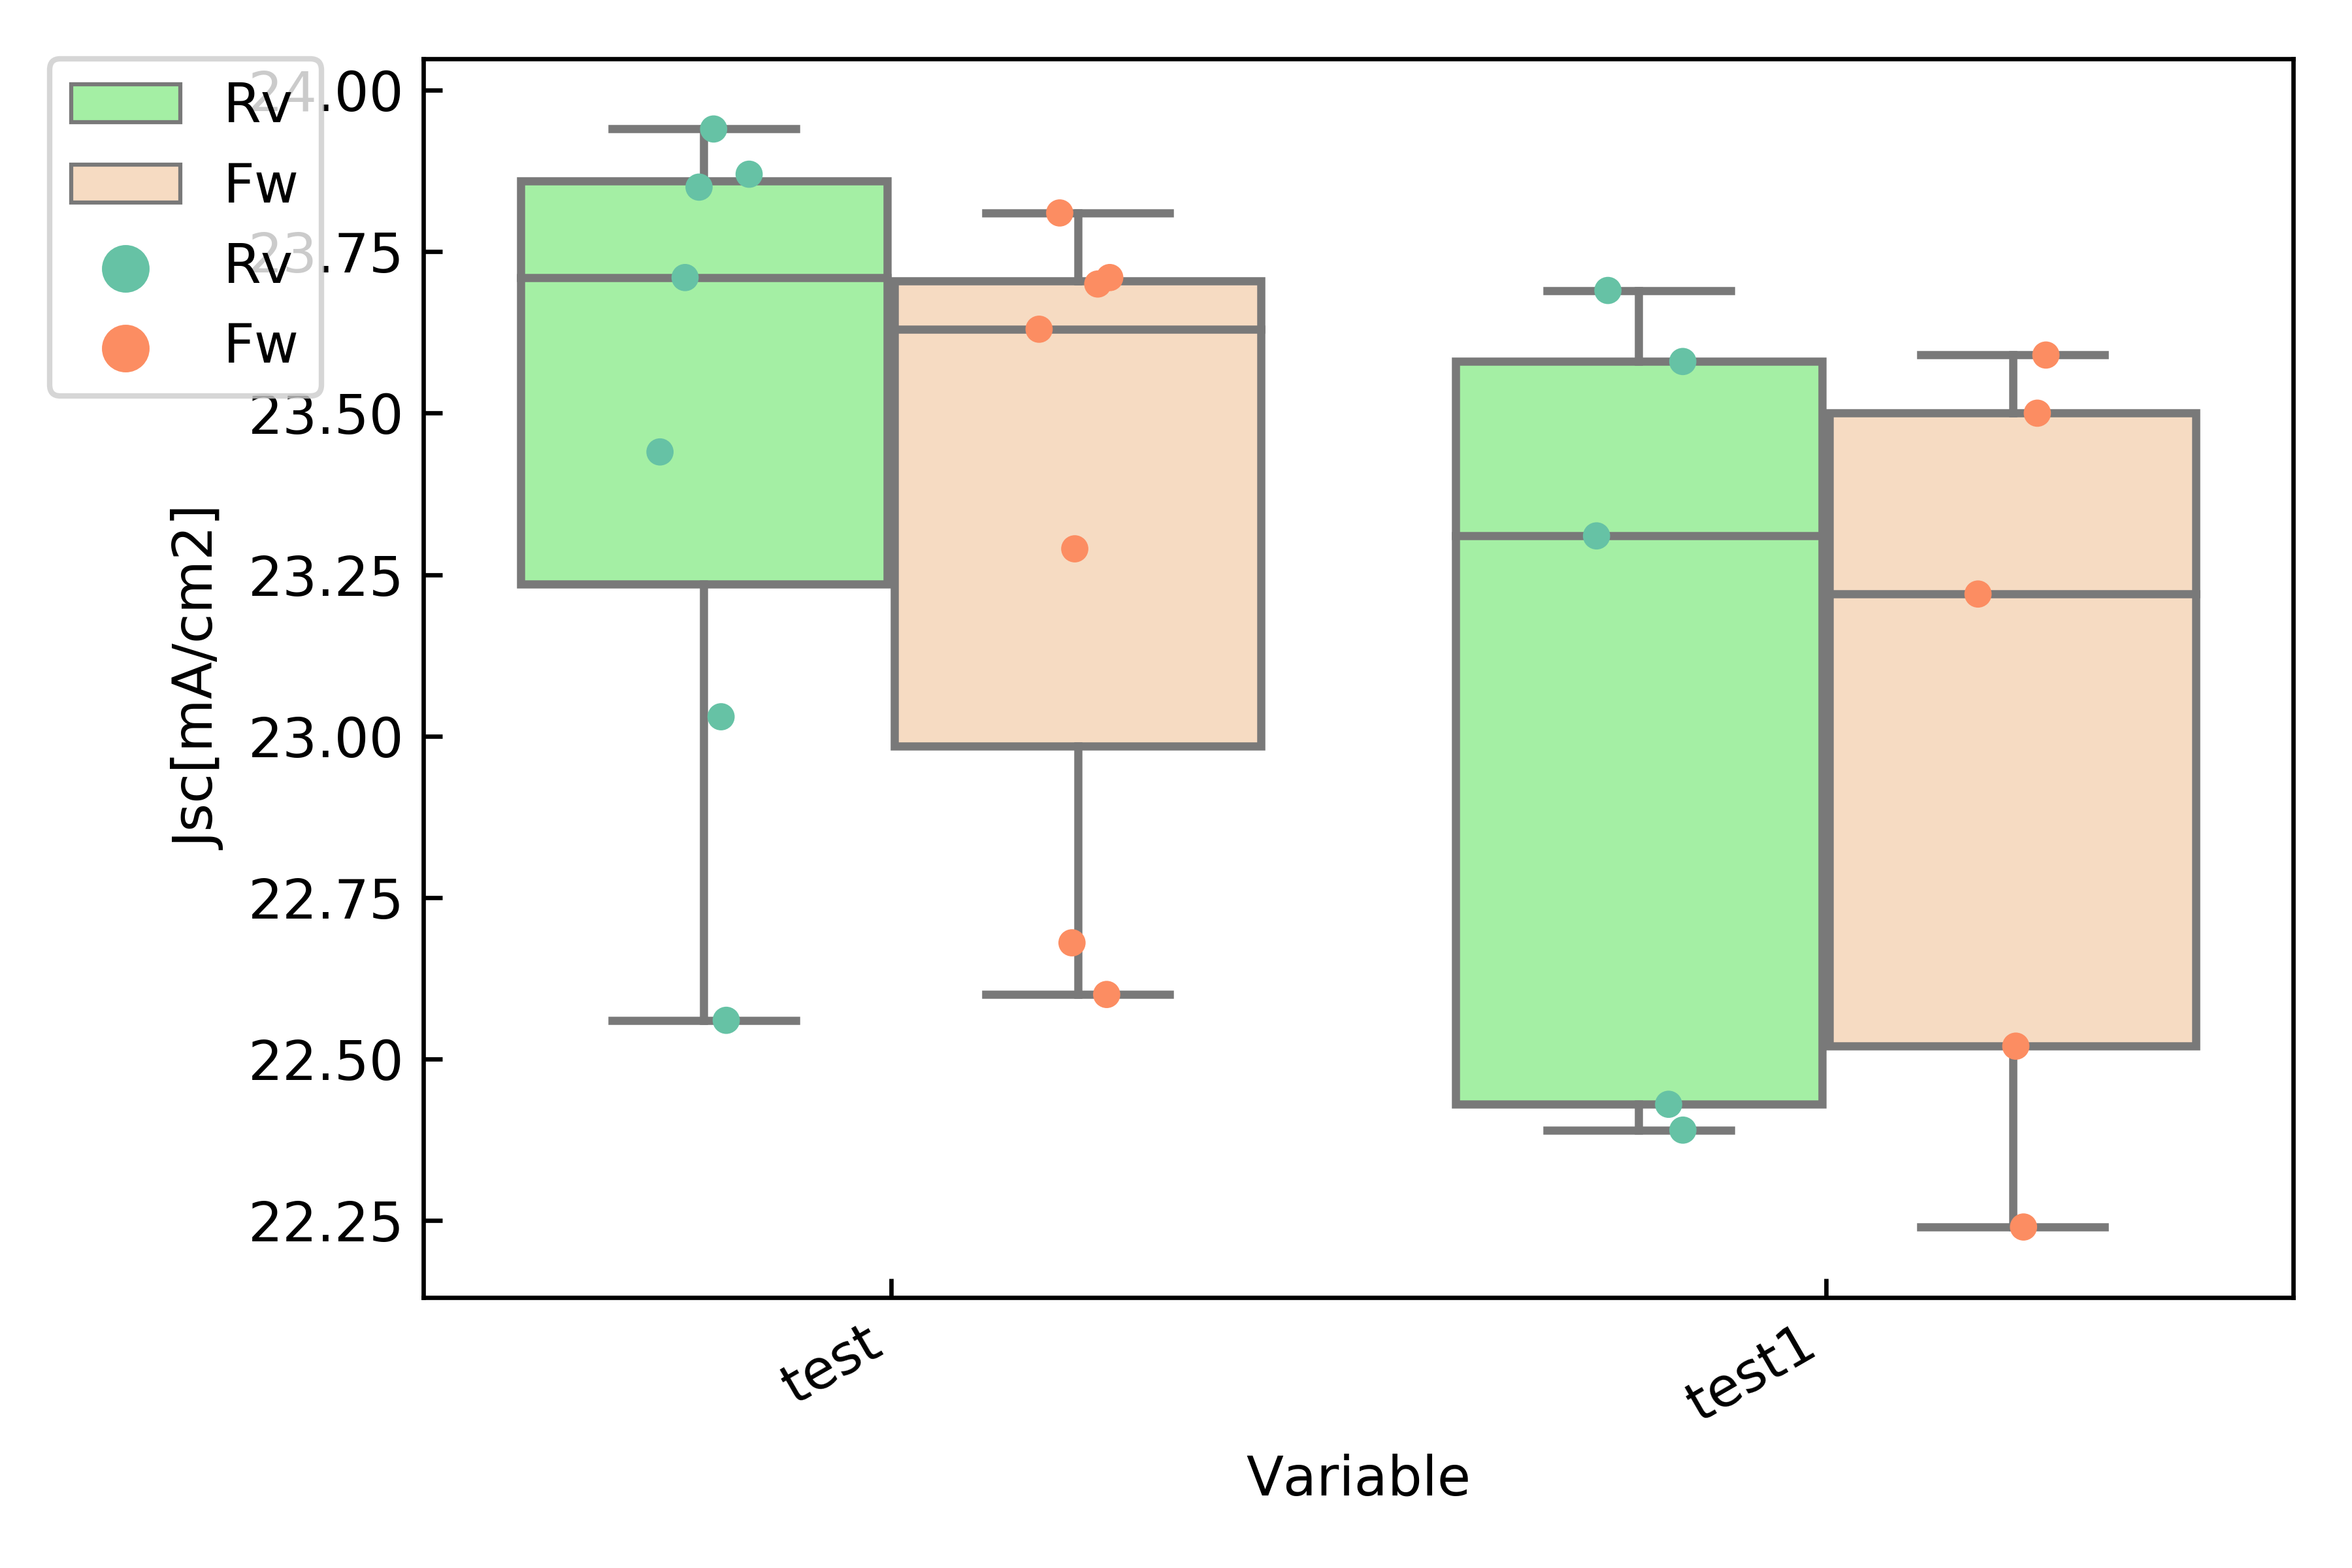 Rv
Fw
Rv
Fw
24.00
23.75
23.50
23.25
23.00
22.75
22.50
22.25
Jsc[mA/cm2]
test
test1
Variable